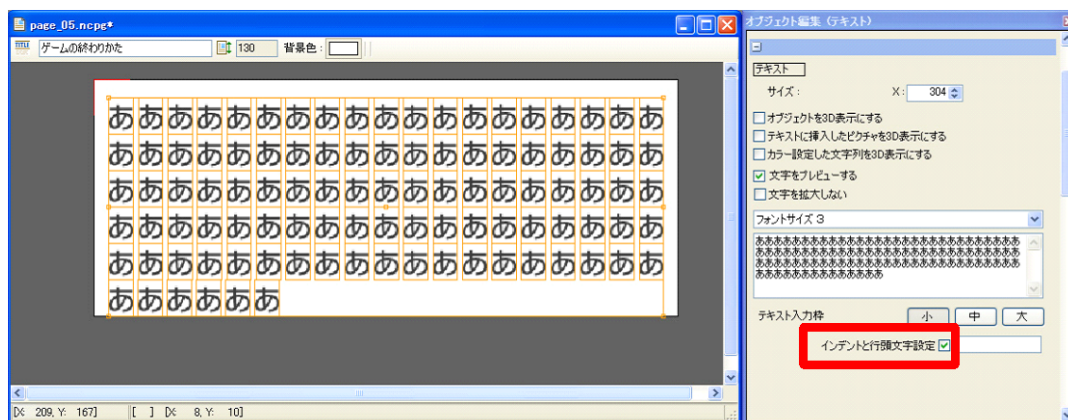 page_05.ncpg*
ゲームの終わりかた 130 背景色：
あああああああああああああああああああ
あああああああああああああああああああ
あああああああああああああああああああ
あああああああああああああああああああ
あああああああああああああああああああ
ああああああ
[X: 209, Y: 167] [ ] [X: 8, Y: 10]
オブジェクト編集（テキスト）
テキスト
サイズ： X： 304
オブジェクトを3D表示にする
テキストに挿入したピクチャを3D表示にする
カラー設定した文字列を3D表示にする
文字をプレビューする
文字を拡大しない
フォントサイズ 3
あああああああああああああああああああああああああああああ
あああああああああああああああああああああああああああああ
あああああああああああああああああああああああああああああ
ああああああああああああああ
テキスト入力枠 小 中 大
インデントと行頭文字設定